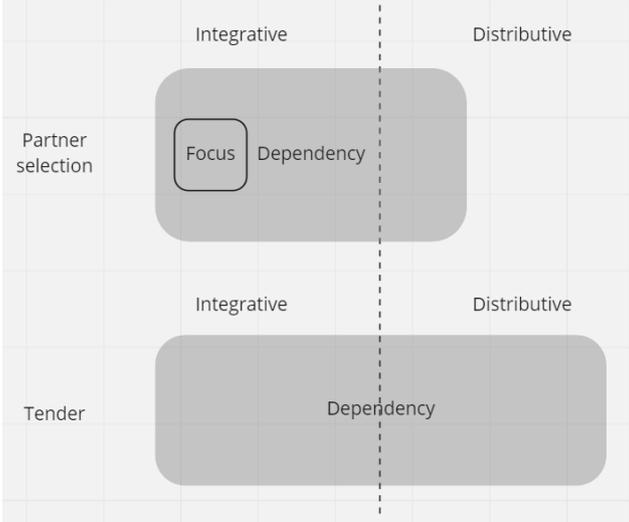 Integrative Distributive
Partner
selection
Focus Dependency
Integrative Distributive
Dependency
Tender